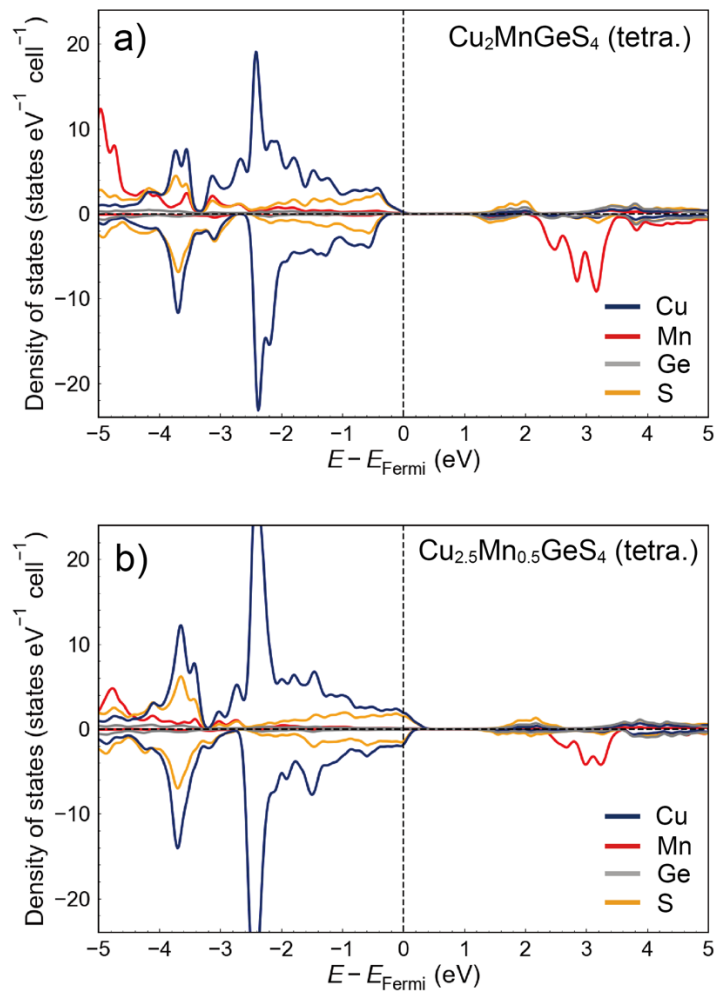 a)
Cu₂MnGeS₄ (tetra.)
Density of states (states eV⁻¹ cell⁻¹)
20
10
0
−10
−20
Cu
Mn
Ge
S
−5 −4 −3 −2 −1 0 1 2 3 4 5
E − E_Fermi (eV)
b)
Cu₂.₅Mn₀.₅GeS₄ (tetra.)
Density of states (states eV⁻¹ cell⁻¹)
20
10
0
−10
−20
Cu
Mn
Ge
S
−5 −4 −3 −2 −1 0 1 2 3 4 5
E − E_Fermi (eV)